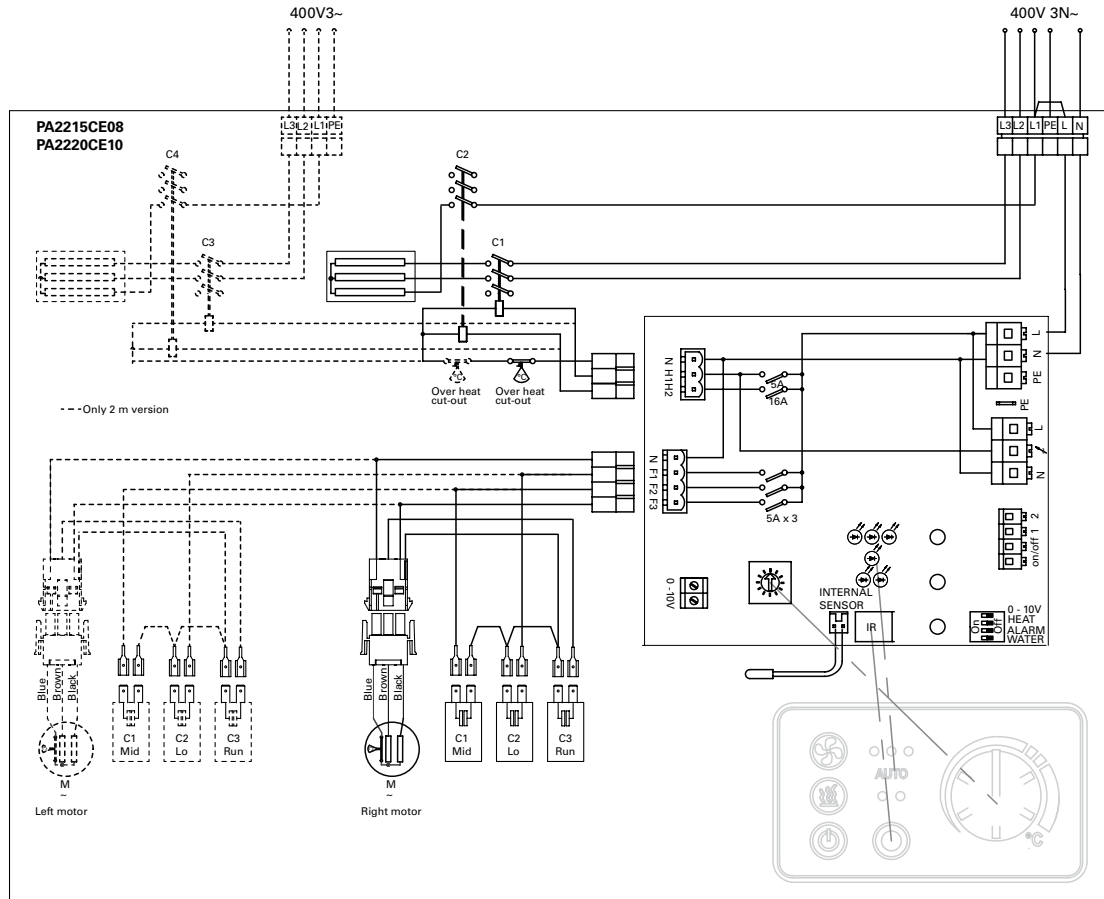 400V3~
400V 3N~
PA2215CE08
PA2220CE10
L3 L2 L1 PE
L3 L2 L1 PE L N
C4
C2
C3
C1
°C
°C
Over heat
cut-out
Over heat
cut-out
--- Only 2 m version
N H1H2
5A
16A
L
N
PE
PE
L
N
N F1 F2 F3
5A x 3
on/off 1 2
0 -10V
INTERNAL
SENSOR
IR
On
Off
0 - 10V
HEAT
ALARM
WATER
Blue
Brown
Black
C1
Mid
C2
Lo
C3
Run
M
~
Left motor
Blue
Brown
Black
C1
Mid
C2
Lo
C3
Run
M
~
Right motor
AUTO
°C